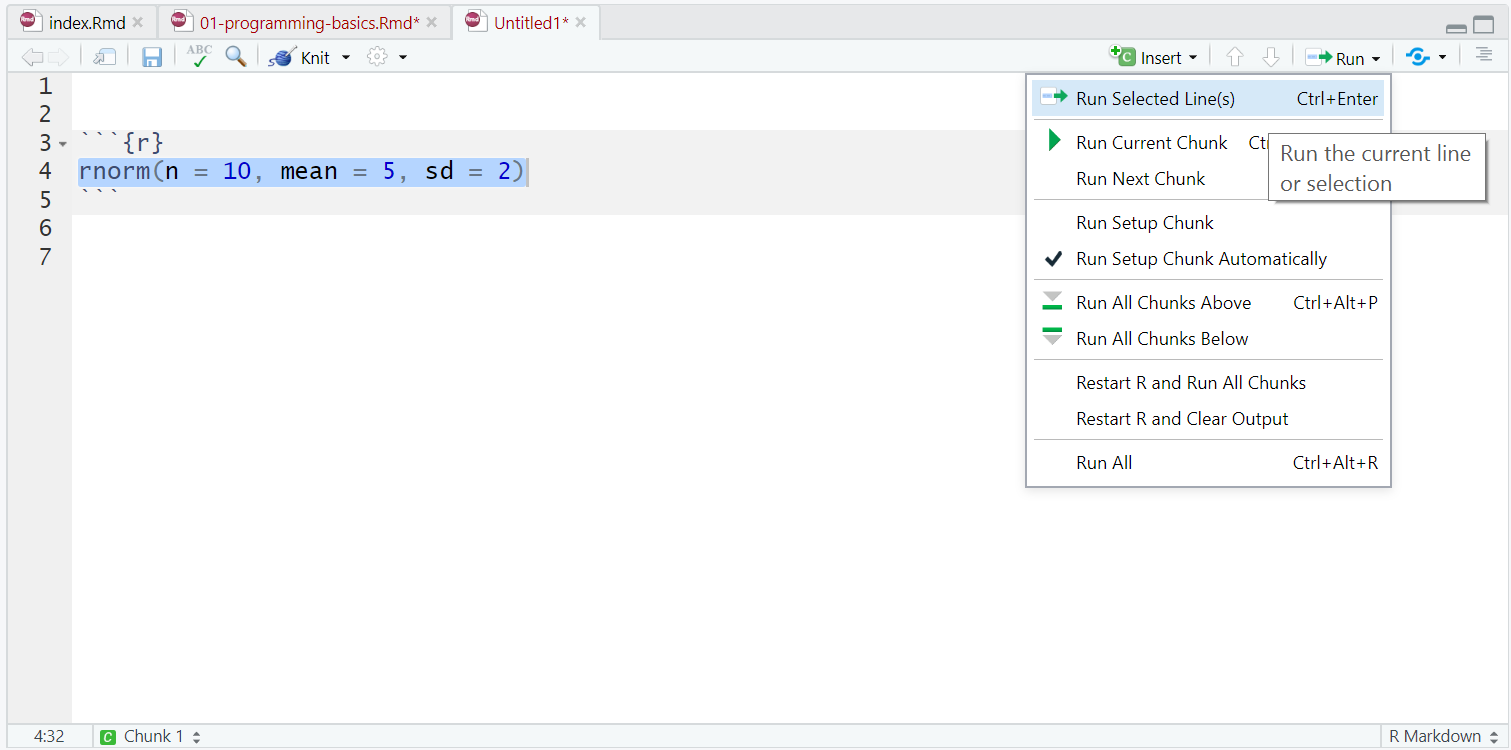 index.Rmd
01-programming-basics.Rmd*
Untitled1*
ABC
Knit
Insert
Run
1
2
3 ```{r}
4 rnorm(n = 10, mean = 5, sd = 2)
5 ```
6
7
Run Selected Line(s) Ctrl+Enter
Run Current Chunk
Run the current line
or selection
Run Next Chunk
Run Setup Chunk
Run Setup Chunk Automatically
Run All Chunks Above Ctrl+Alt+P
Run All Chunks Below
Restart R and Run All Chunks
Restart R and Clear Output
Run All Ctrl+Alt+R
4:32 C Chunk 1 R Markdown